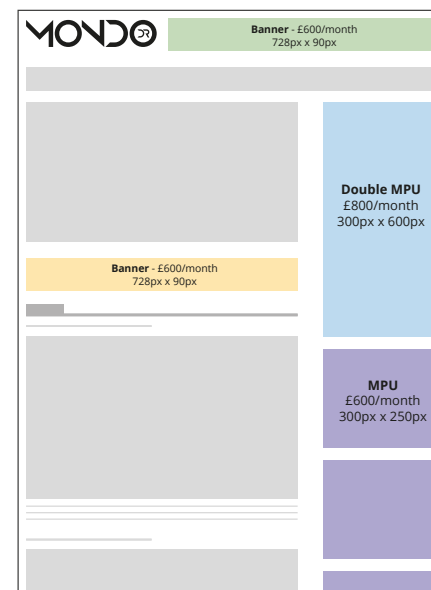 MONDO DR
Banner - £600/month
728px x 90px
Double MPU
£800/month
300px x 600px
Banner - £600/month
728px x 90px
MPU
£600/month
300px x 250px